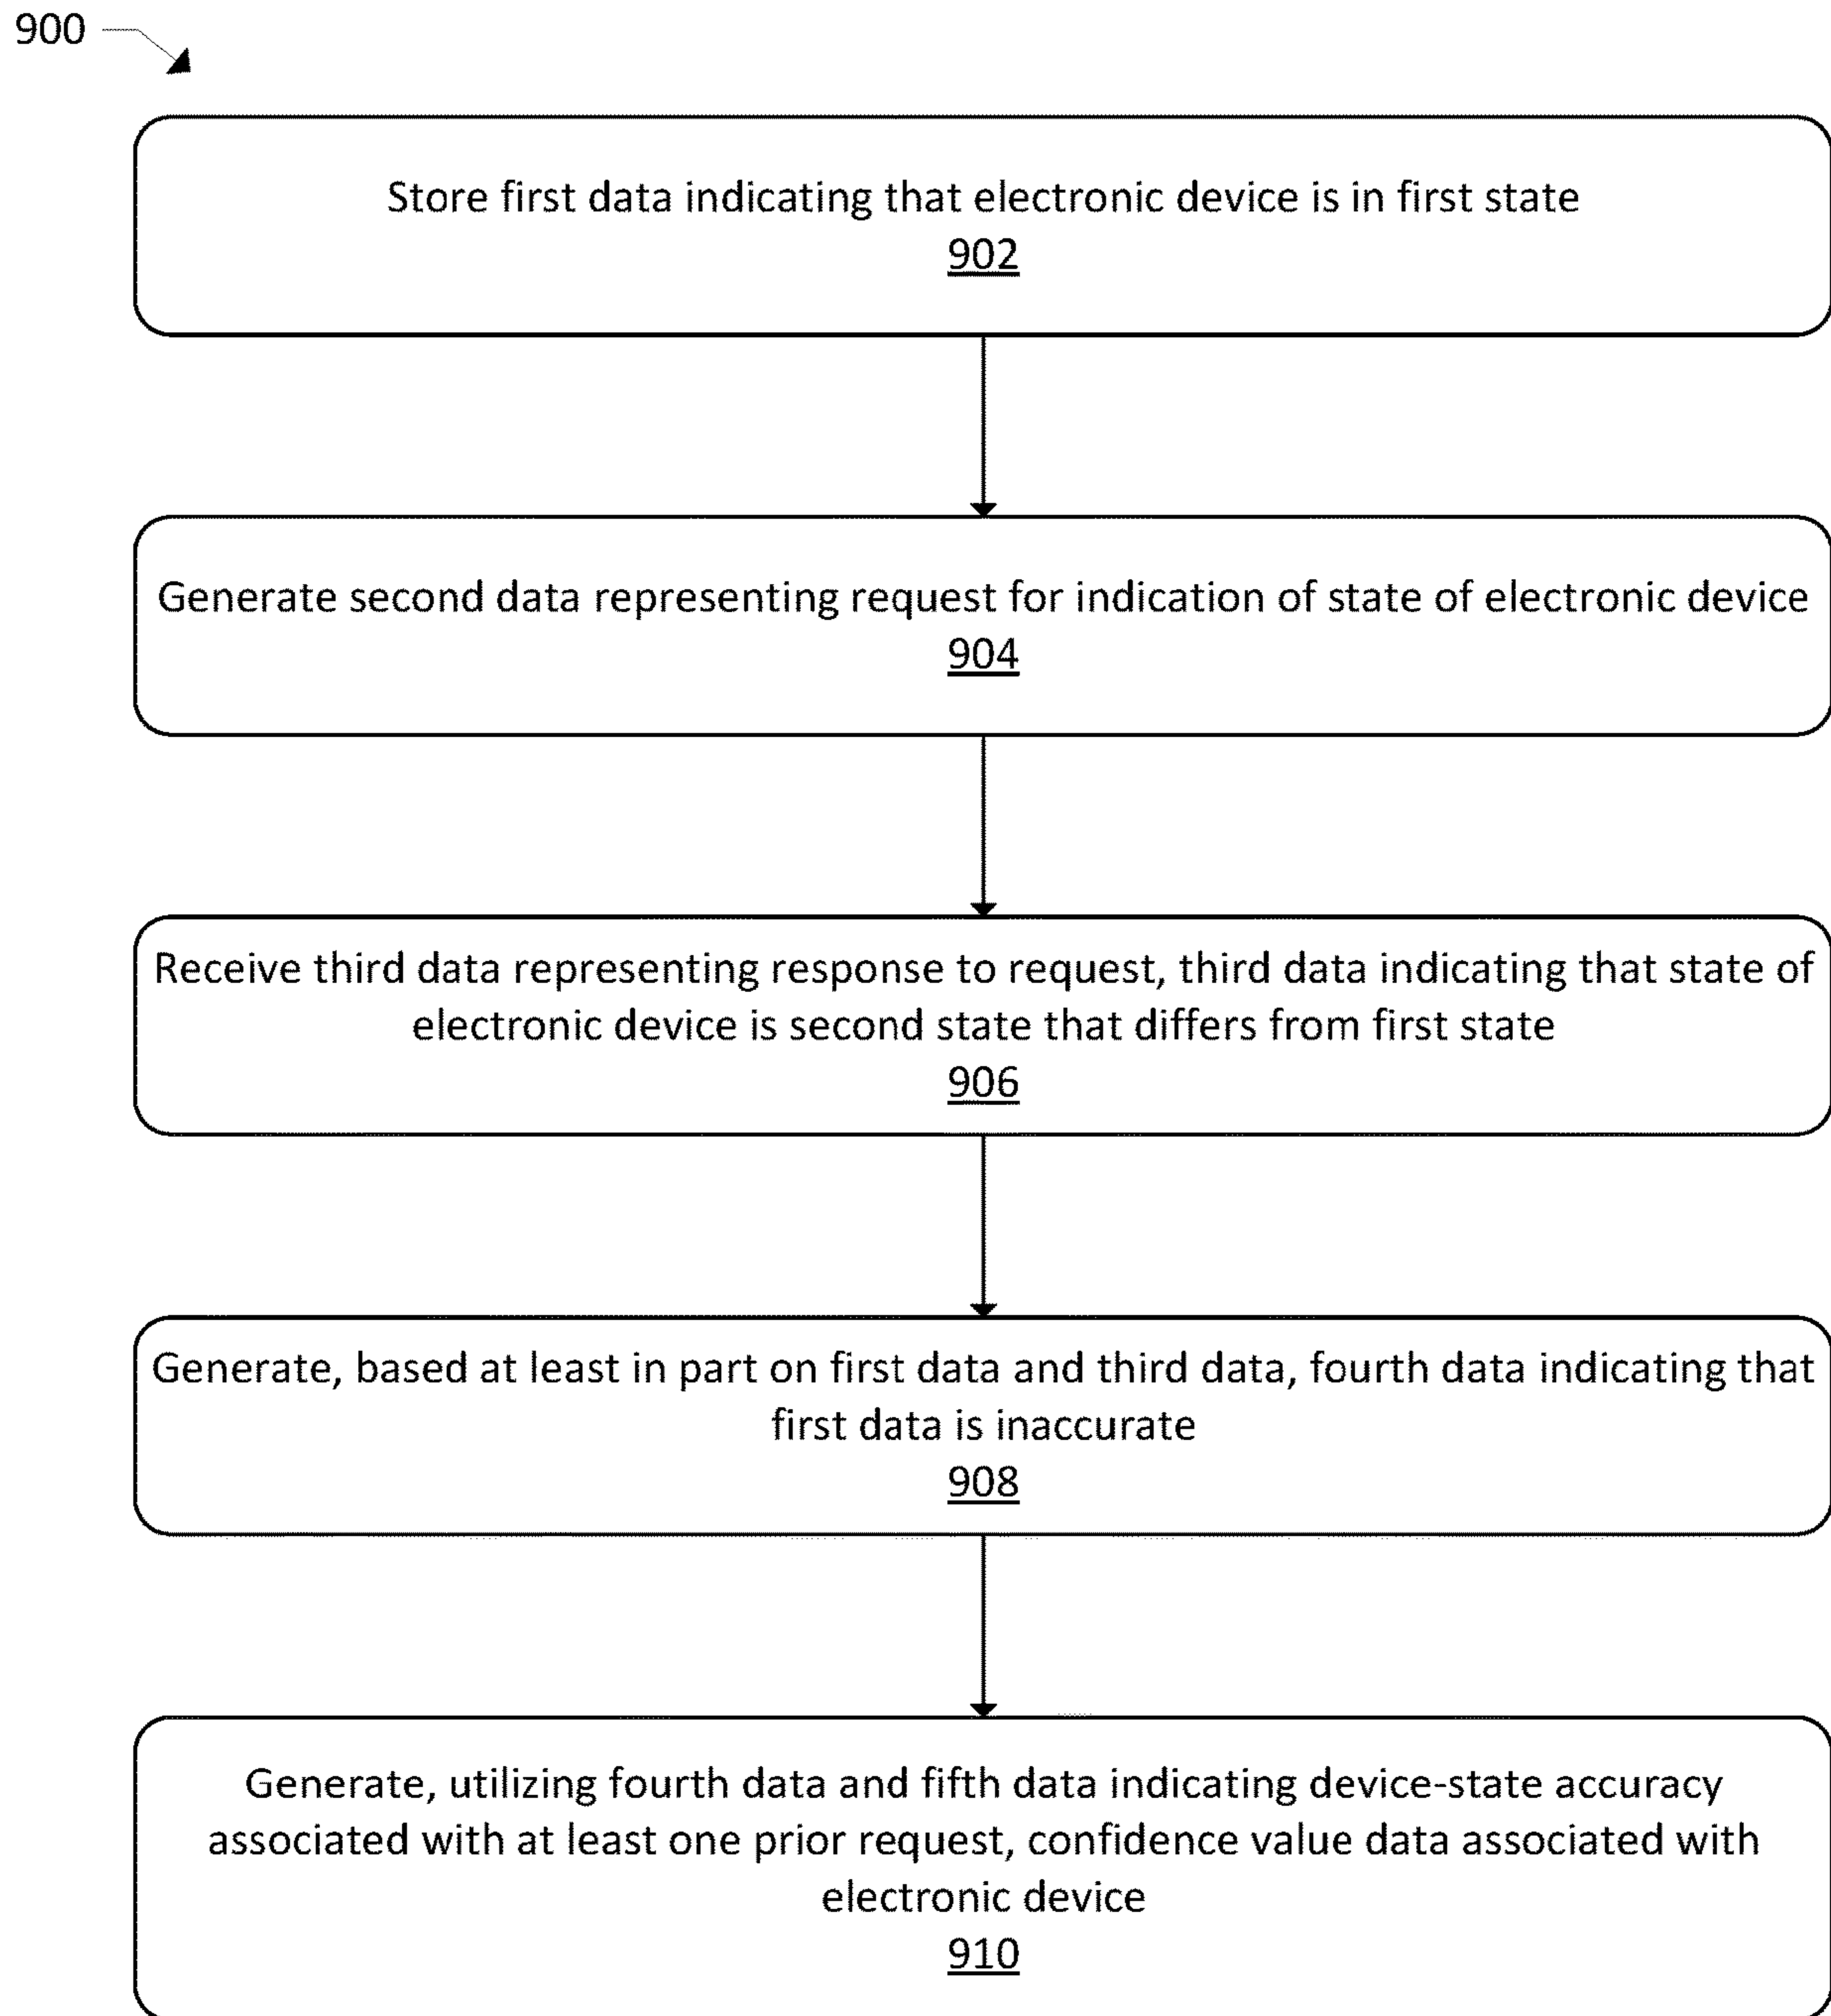 900
Store first data indicating that electronic device is in first state
902
Generate second data representing request for indication of state of electronic device
904
Receive third data representing response to request, third data indicating that state of
electronic device is second state that differs from first state
906
Generate, based at least in part on first data and third data, fourth data indicating that
first data is inaccurate
908
Generate, utilizing fourth data and fifth data indicating device-state accuracy
associated with at least one prior request, confidence value data associated with
electronic device
910